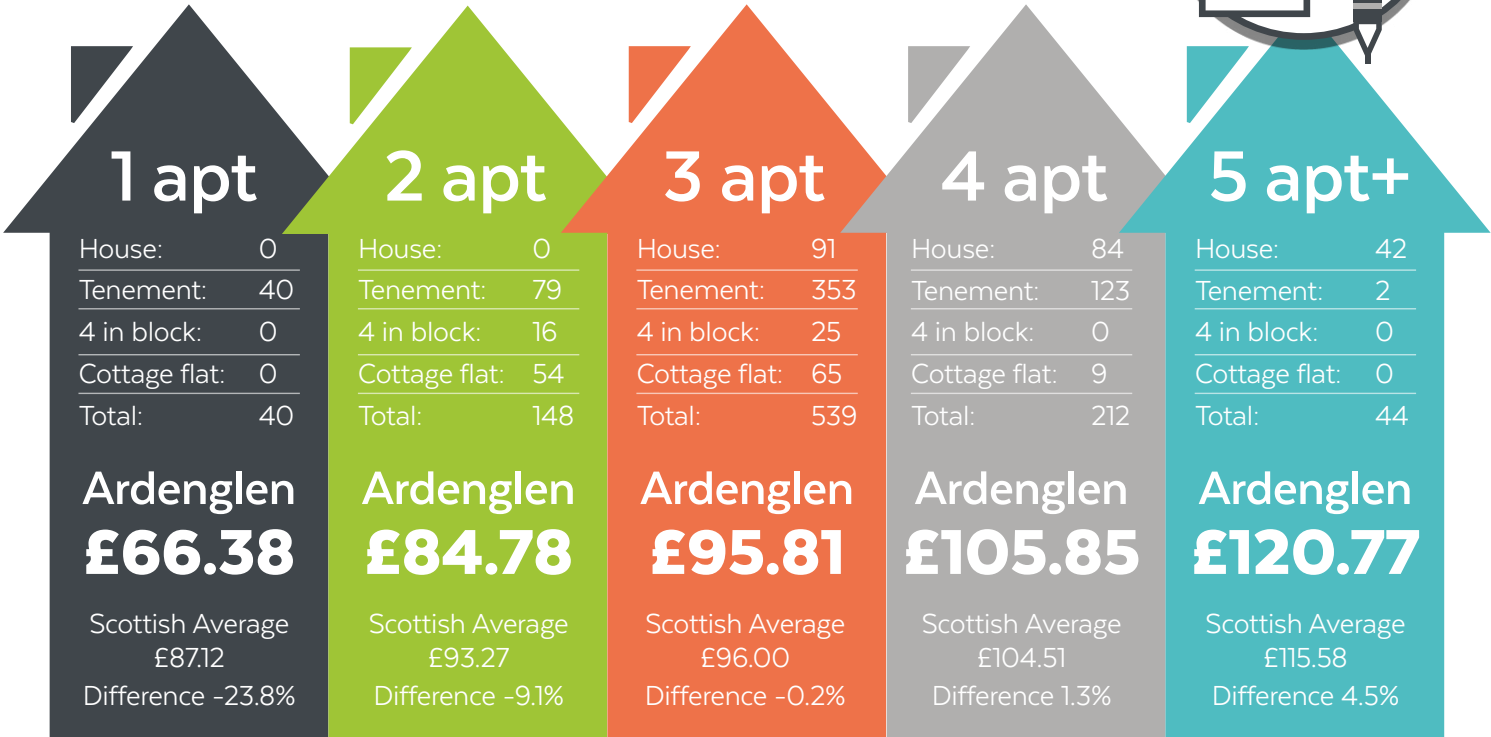 1 apt
House: 0
Tenement: 40
4 in block: 0
Cottage flat: 0
Total: 40
Ardenglen
£66.38
Scottish Average
£87.12
Difference -23.8%
2 apt
House: 0
Tenement: 79
4 in block: 16
Cottage flat: 54
Total: 148
Ardenglen
£84.78
Scottish Average
£93.27
Difference -9.1%
3 apt
House: 91
Tenement: 353
4 in block: 25
Cottage flat: 65
Total: 539
Ardenglen
£95.81
Scottish Average
£96.00
Difference -0.2%
4 apt
House: 84
Tenement: 123
4 in block: 0
Cottage flat: 9
Total: 212
Ardenglen
£105.85
Scottish Average
£104.51
Difference 1.3%
5 apt+
House: 42
Tenement: 2
4 in block: 0
Cottage flat: 0
Total: 44
Ardenglen
£120.77
Scottish Average
£115.58
Difference 4.5%